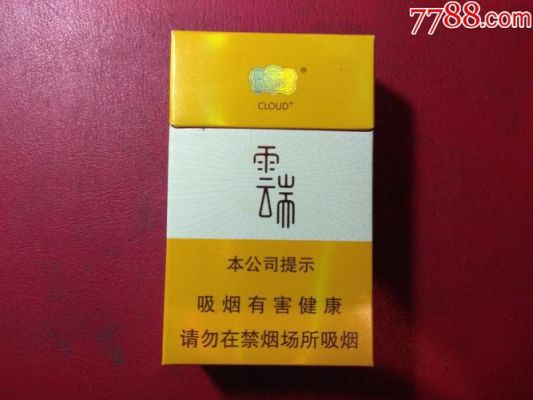 7788.com
®
CLOUD+
雲端
本公司提示
吸烟有害健康
请勿在禁烟场所吸烟